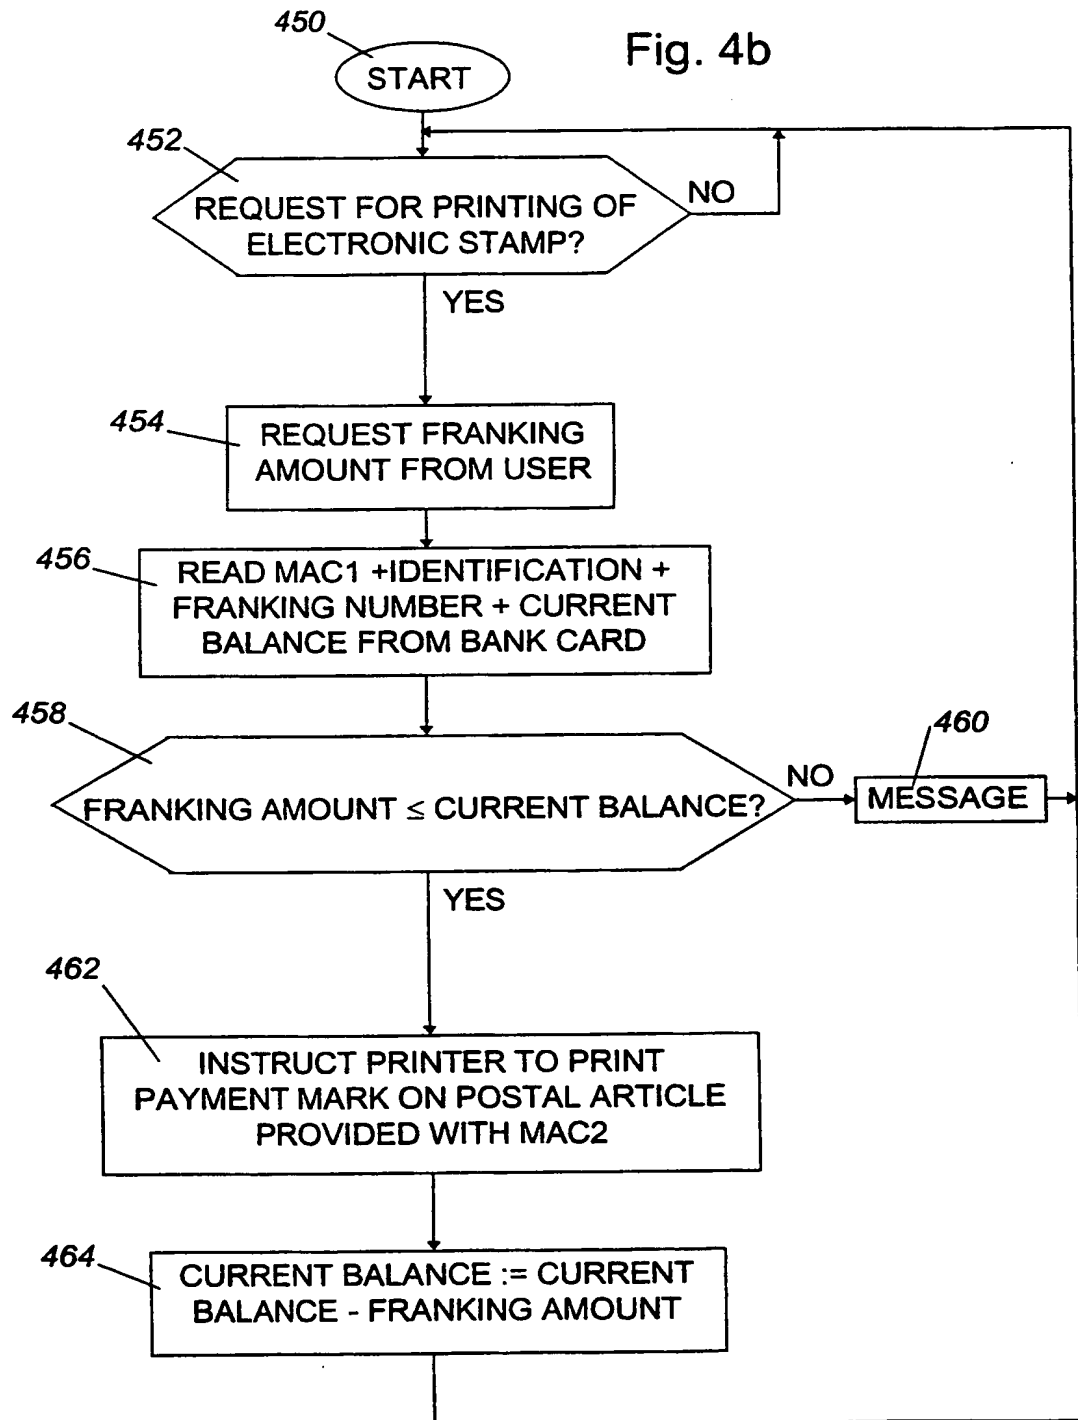 450
Fig. 4b
START
452
REQUEST FOR PRINTING OF
ELECTRONIC STAMP?
NO
YES
454
REQUEST FRANKING
AMOUNT FROM USER
456
READ MAC1 +IDENTIFICATION +
FRANKING NUMBER + CURRENT
BALANCE FROM BANK CARD
458
FRANKING AMOUNT ≤ CURRENT BALANCE?
NO
460
MESSAGE
YES
462
INSTRUCT PRINTER TO PRINT
PAYMENT MARK ON POSTAL ARTICLE
PROVIDED WITH MAC2
464
CURRENT BALANCE := CURRENT
BALANCE - FRANKING AMOUNT